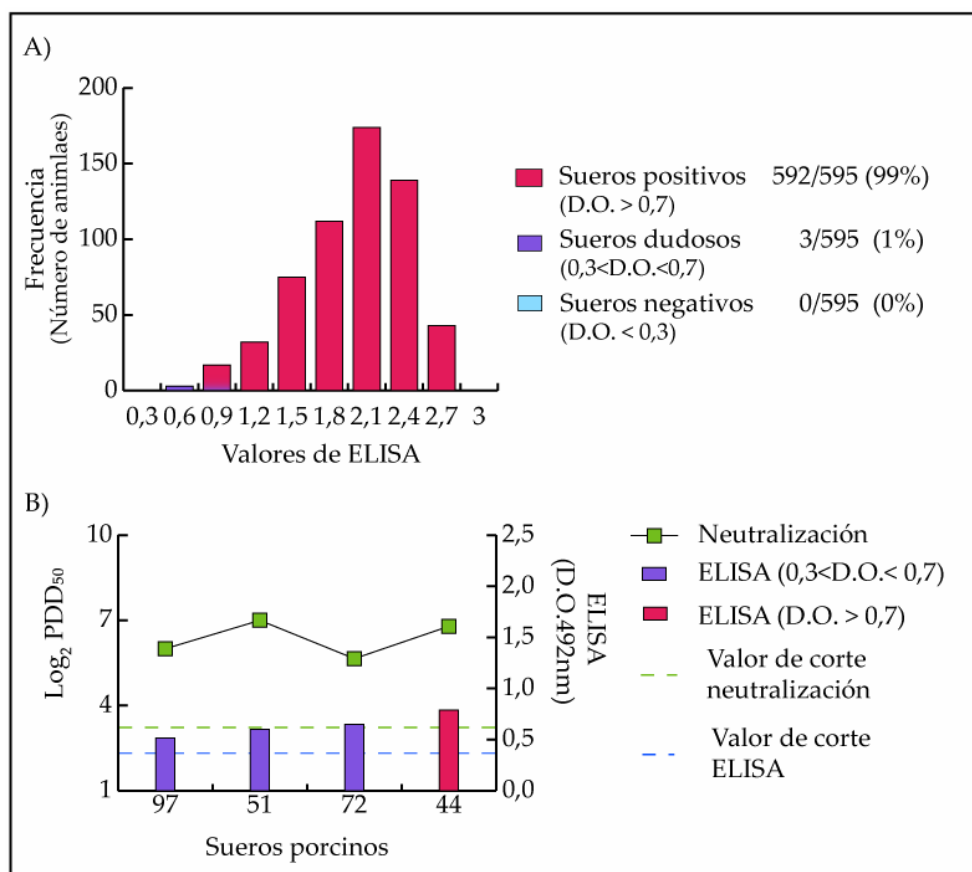 A)
200
150
100
50
0
Frecuencia
(Número de animlaes)
0,3 0,6 0,9 1,2 1,5 1,8 2,1 2,4 2,7 3
Valores de ELISA
Sueros positivos 592/595 (99%)
(D.O. > 0,7)
Sueros dudosos 3/595 (1%)
(0,3<D.O.<0,7)
Sueros negativos 0/595 (0%)
(D.O. < 0,3)
B)
10
7
4
1
Log2 PDD50
2,5
2,0
1,5
1,0
0,5
0,0
ELISA
(D.O.492nm)
97 51 72 44
Sueros porcinos
Neutralización
ELISA (0,3<D.O.< 0,7)
ELISA (D.O. > 0,7)
Valor de corte
neutralización
Valor de corte
ELISA